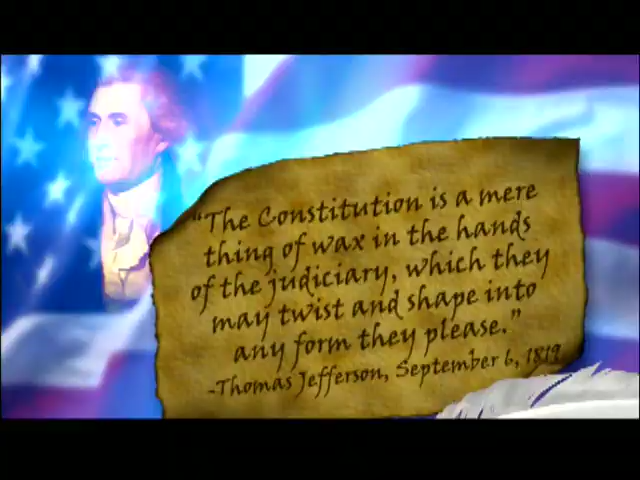 “The Constitution is a mere
thing of wax in the hands
of the judiciary, which they
may twist and shape into
any form they please.”
-Thomas Jefferson, September 6, 1819